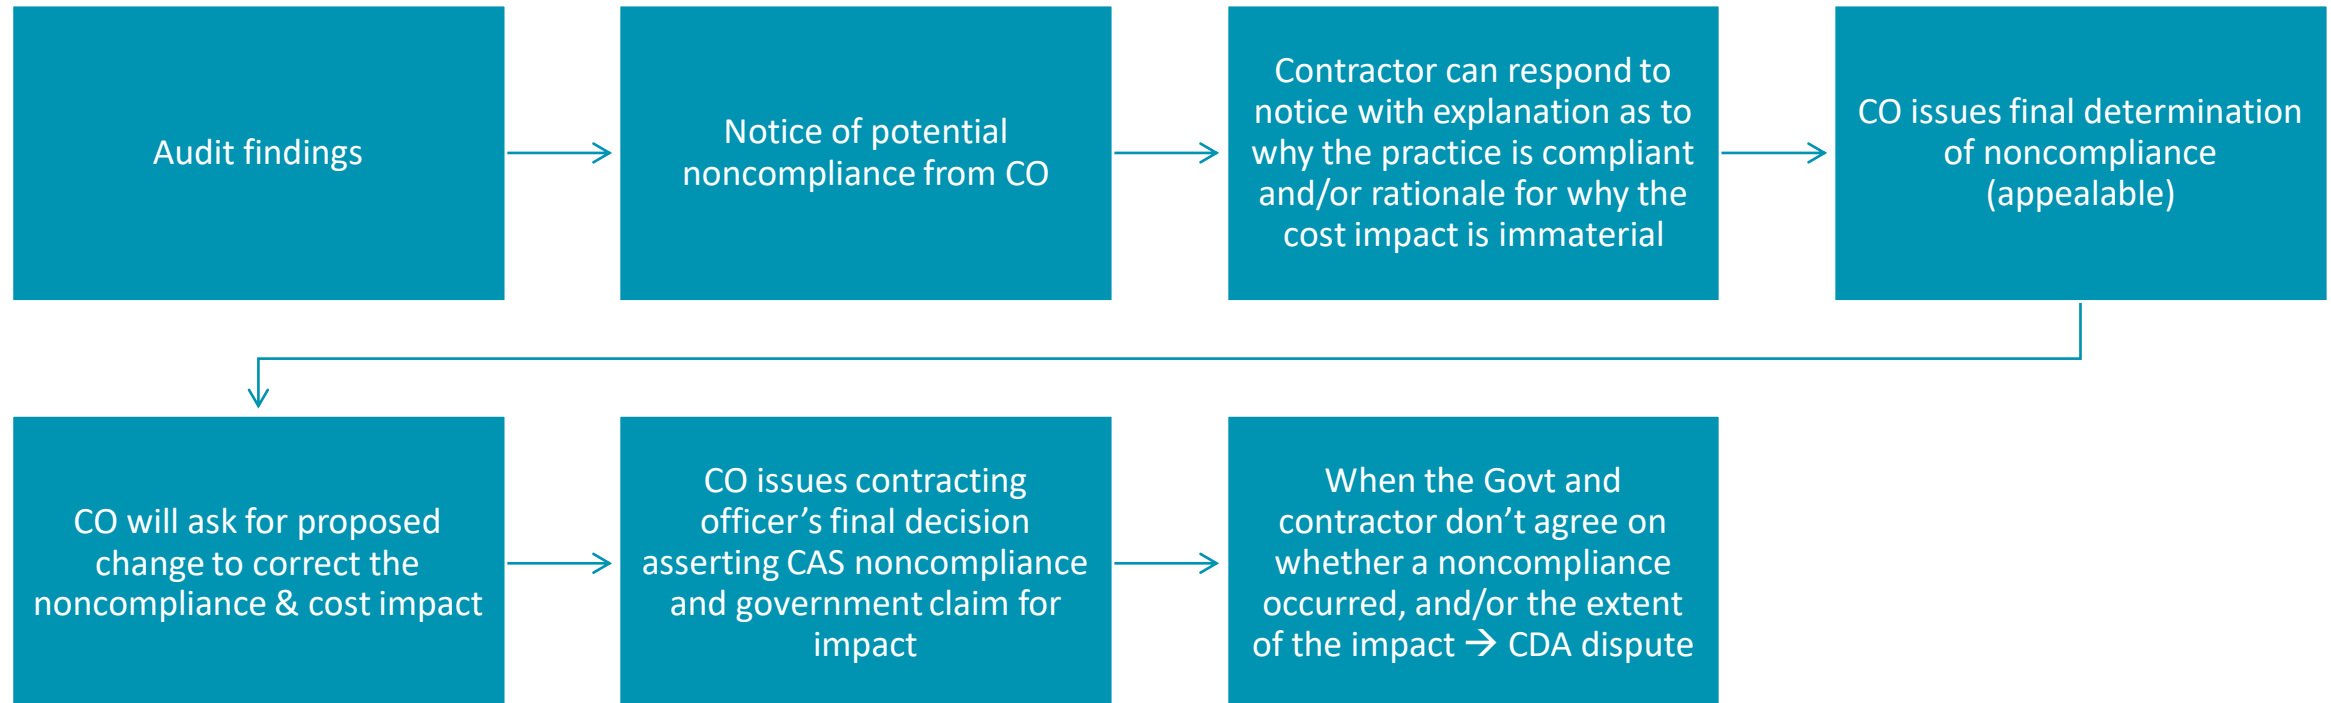 Audit findings
Notice of potential
noncompliance from CO
Contractor can respond to
notice with explanation as to
why the practice is compliant
and/or rationale for why the
cost impact is immaterial
CO issues final determination
of noncompliance
(appealable)
CO will ask for proposed
change to correct the
noncompliance & cost impact
CO issues contracting
officer’s final decision
asserting CAS noncompliance
and government claim for
impact
When the Govt and
contractor don’t agree on
whether a noncompliance
occurred, and/or the extent
of the impact → CDA dispute